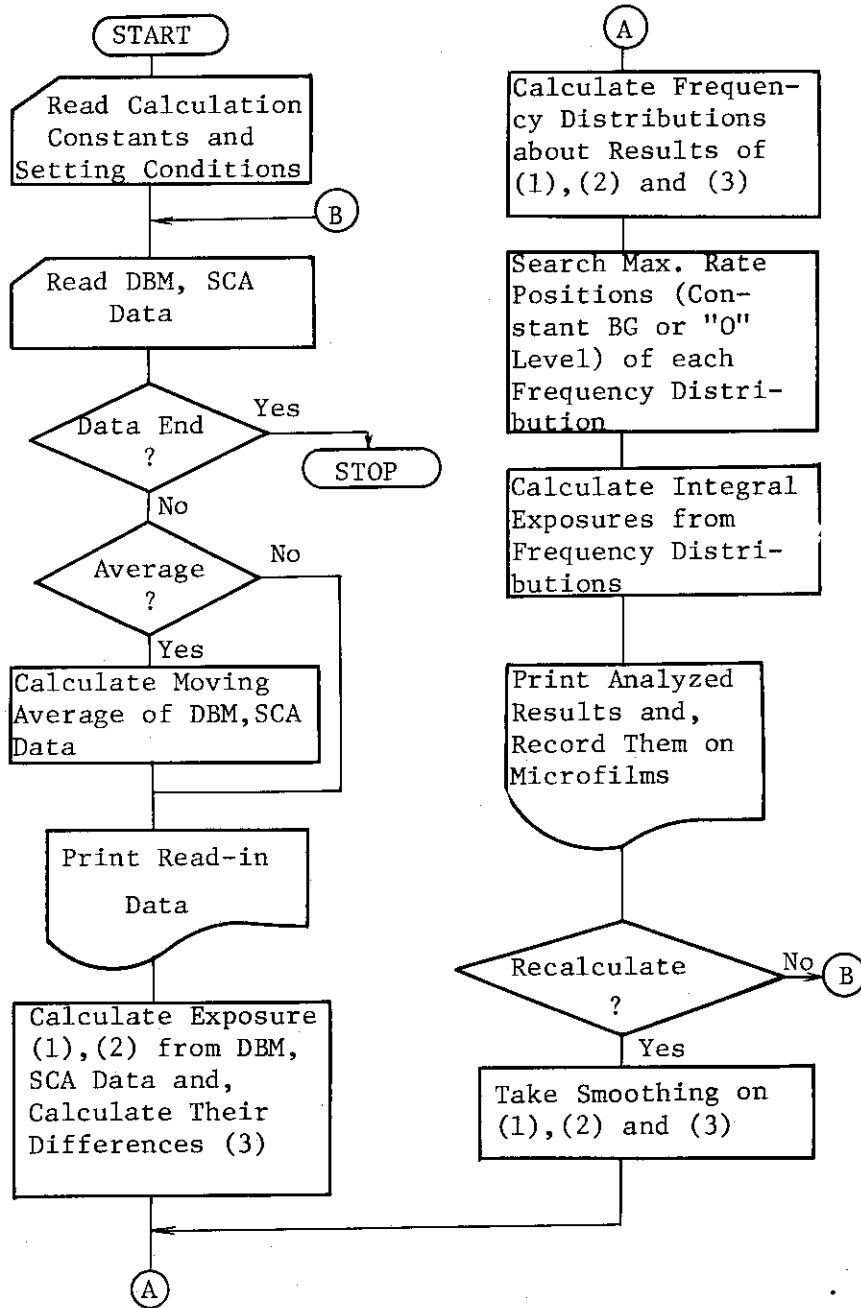 START
Read Calculation
Constants and
Setting Conditions
B
Read DBM, SCA
Data
Data End
?
Yes
STOP
No
Average
?
No
Yes
Calculate Moving
Average of DBM,SCA
Data
Print Read-in
Data
Calculate Exposure
(1),(2) from DBM,
SCA Data and,
Calculate Their
Differences (3)
A
A
Calculate Frequen-
cy Distributions
about Results of
(1),(2) and (3)
Search Max. Rate
Positions (Con-
stant BG or "0"
Level) of each
Frequency Distri-
bution
Calculate Integral
Exposures from
Frequency Distri-
butions
Print Analyzed
Results and,
Record Them on
Microfilms
Recalculate
?
No
B
Yes
Take Smoothing on
(1),(2) and (3)